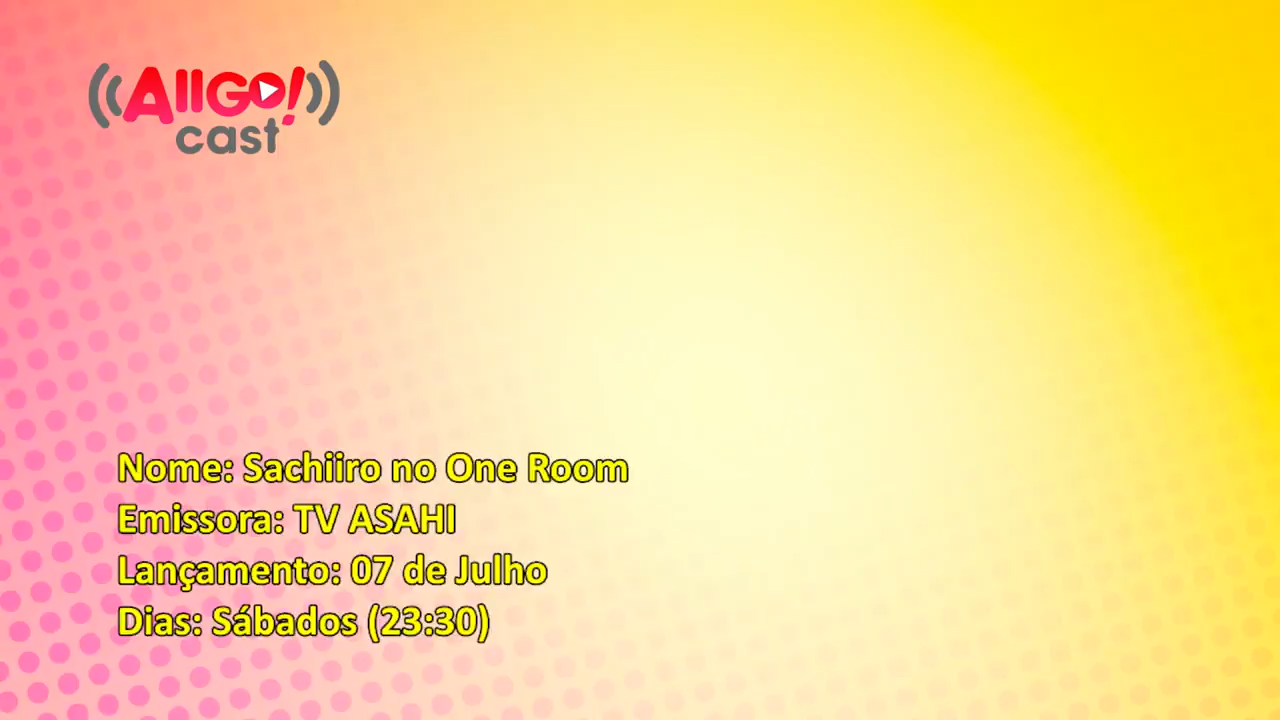 AllGo!
cast
Nome: Sachiiro no One Room
Emissora: TV ASAHI
Lançamento: 07 de Julho
Dias: Sábados (23:30)